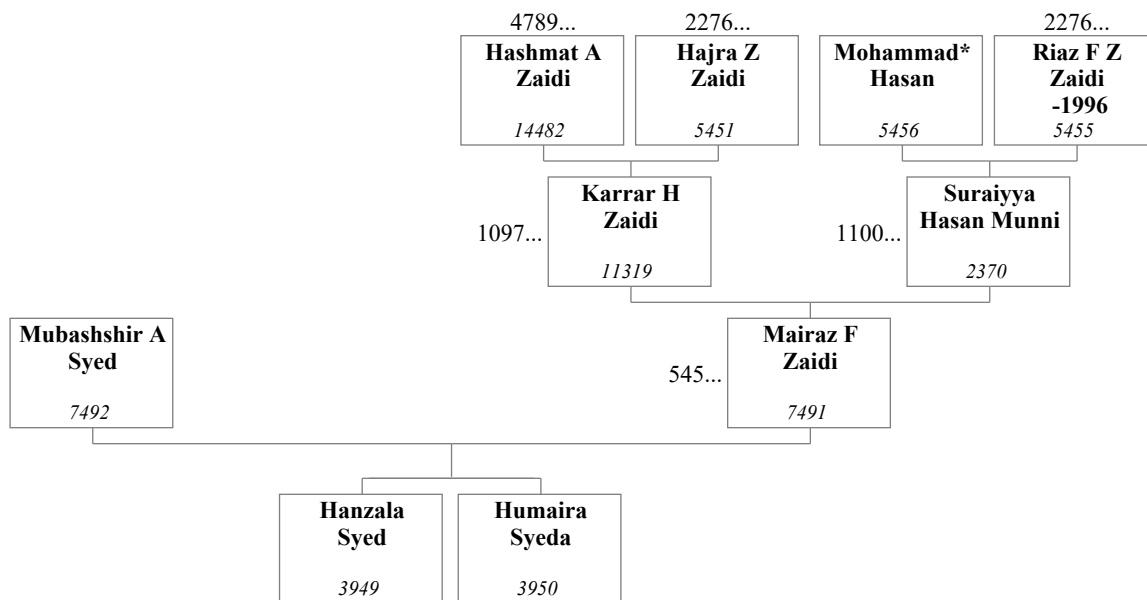 4789...
2276...
2276...
Hashmat A
Zaidi
14482
Hajra Z
Zaidi
5451
Mohammad*
Hasan
5456
Riaz F Z
Zaidi
-1996
5455
1097...
Karrar H
Zaidi
11319
1100...
Suraiyya
Hasan Munni
2370
Mubashshir A
Syed
7492
545...
Mairaz F
Zaidi
7491
Hanzala
Syed
3949
Humaira
Syeda
3950